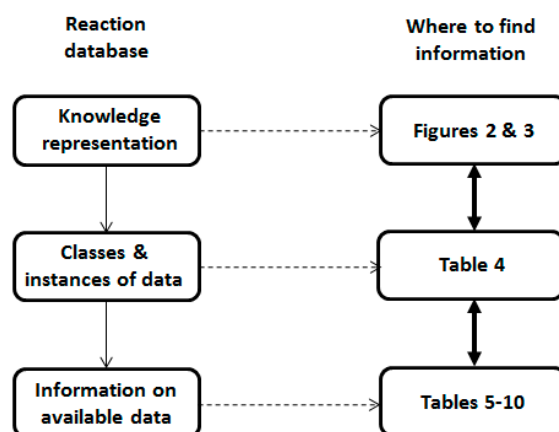 Reaction
database
Where to find
information
Knowledge
representation
Figures 2 & 3
Classes &
instances of data
Table 4
Information on
available data
Tables 5-10